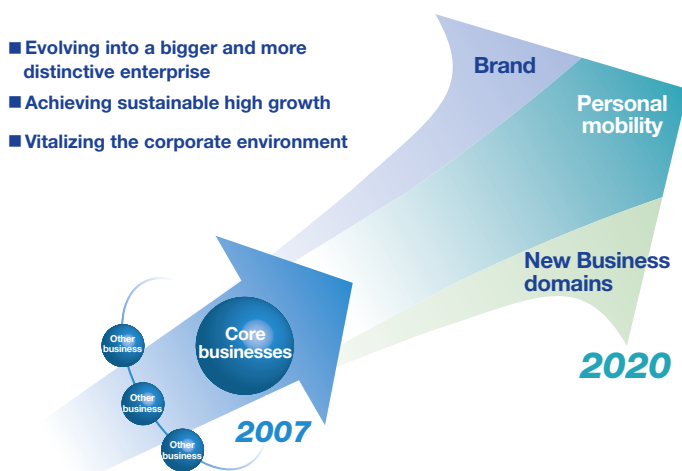 ■ Evolving into a bigger and more
distinctive enterprise
■ Achieving sustainable high growth
■ Vitalizing the corporate environment
Brand
Personal
mobility
New Business
domains
2020
Core
businesses
Other
business
Other
business
Other
business
2007